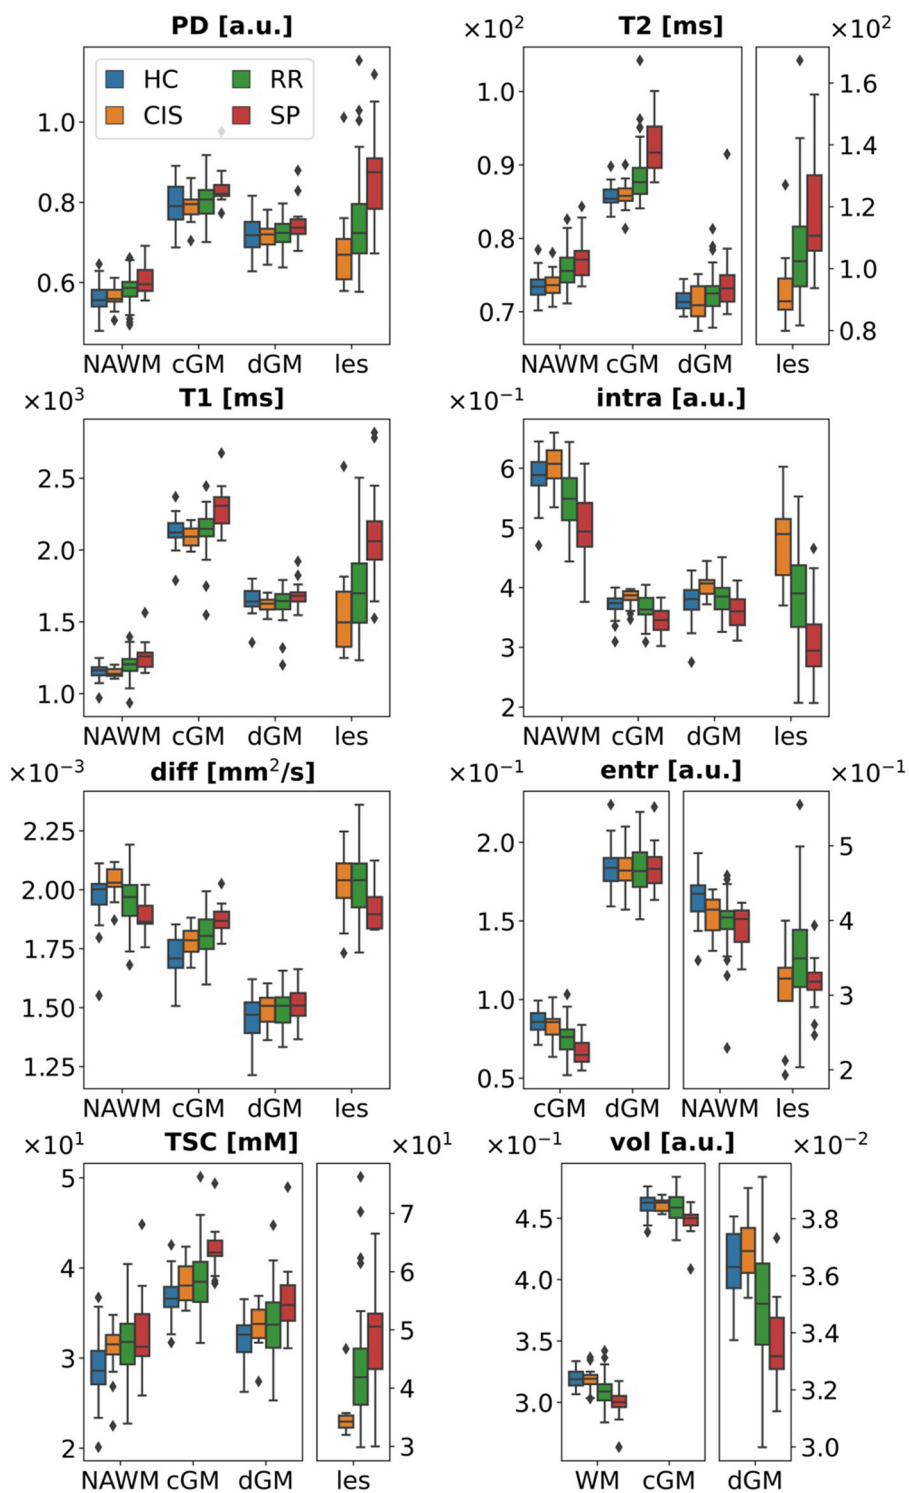 PD [a.u.]
HC
RR
CIS
SP
1.0
0.8
0.6
NAWM cGM dGM les
×10² T2 [ms] ×10²
1.0
0.9
0.8
0.7
1.6
1.4
1.2
1.0
0.8
NAWM cGM dGM les
×10³ T1 [ms]
2.5
2.0
1.5
1.0
NAWM cGM dGM les
×10⁻¹ intra [a.u.]
6
5
4
3
2
NAWM cGM dGM les
×10⁻³ diff [mm²/s]
2.25
2.00
1.75
1.50
1.25
NAWM cGM dGM les
×10⁻¹ entr [a.u.] ×10⁻¹
2.0
1.5
1.0
0.5
5
4
3
2
cGM dGM NAWM les
×10¹ TSC [mM] ×10¹
5
4
3
2
7
6
5
4
3
NAWM cGM dGM les
×10⁻¹ vol [a.u.] ×10⁻²
4.5
4.0
3.5
3.0
3.8
3.6
3.4
3.2
3.0
WM cGM dGM